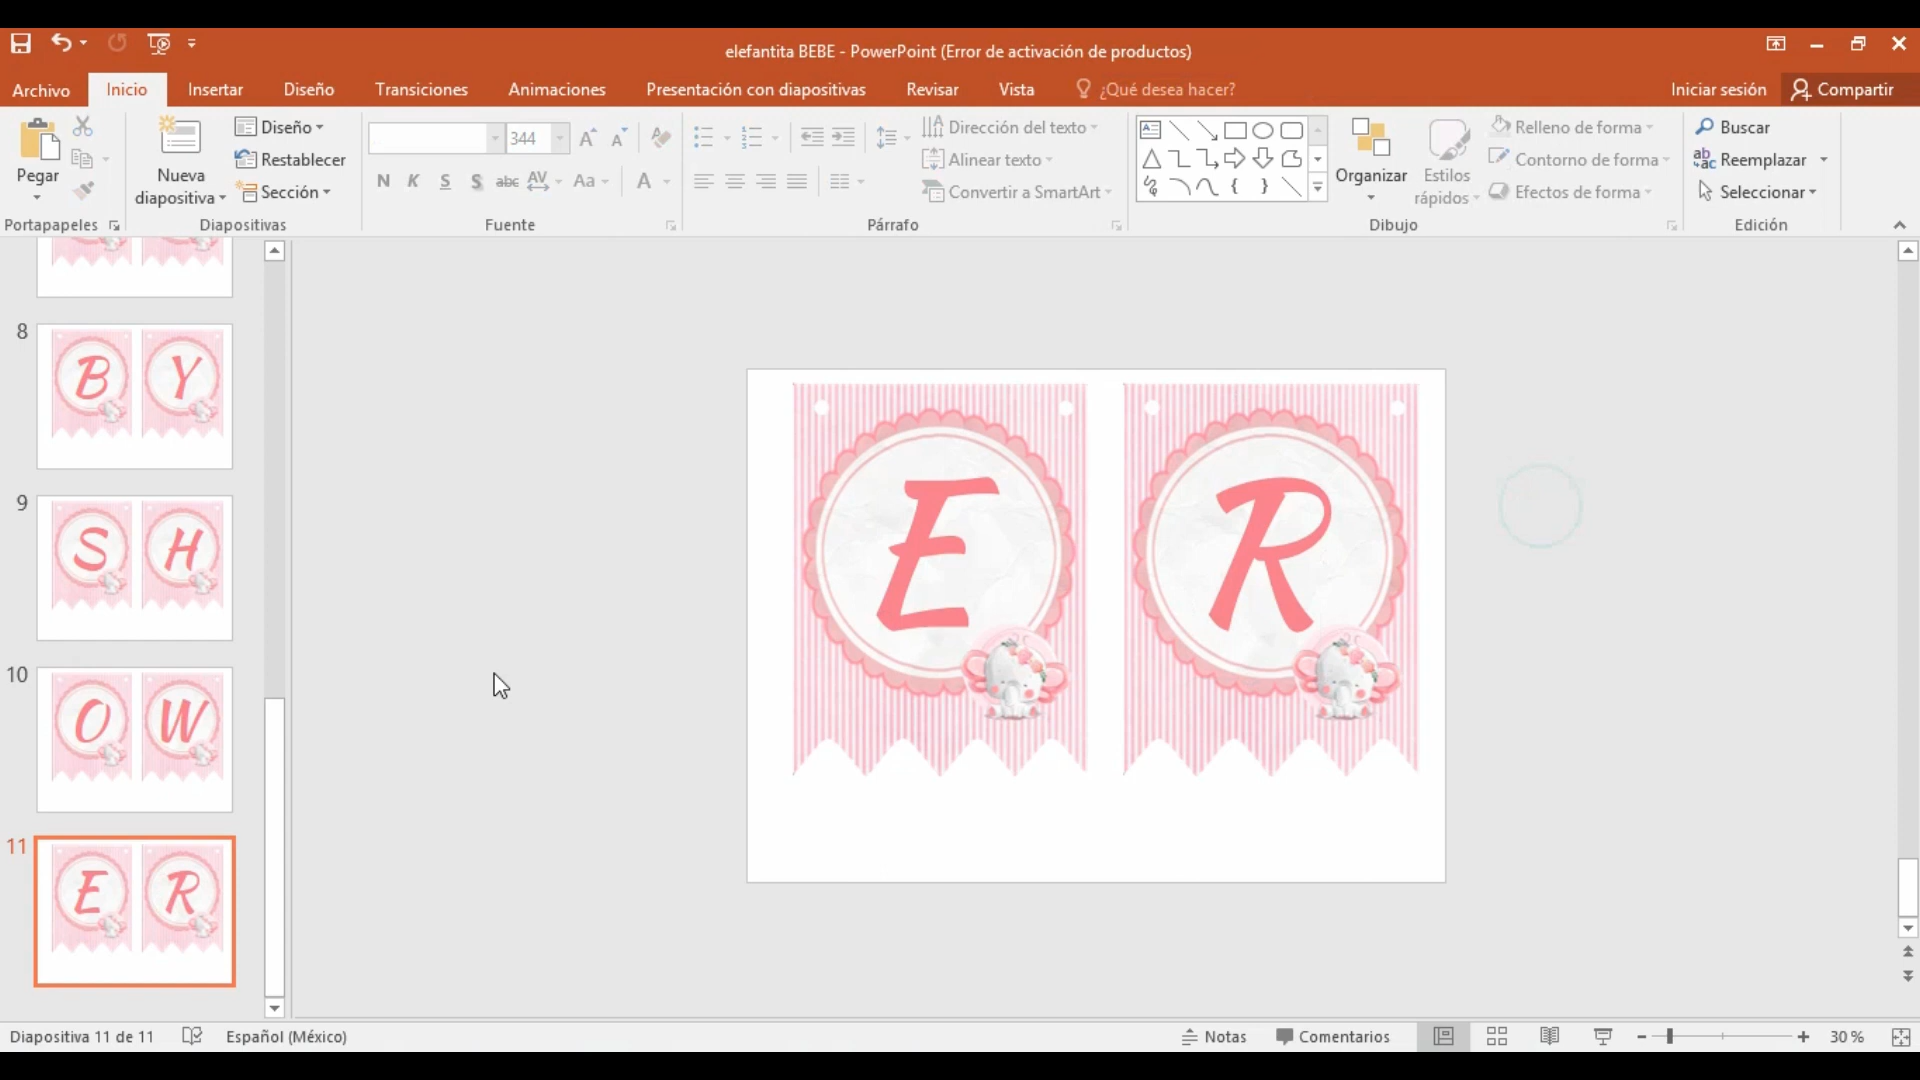 elefantita BEBE - PowerPoint (Error de activación de productos)
Archivo Inicio Insertar Diseño Transiciones Animaciones Presentación con diapositivas Revisar Vista ¿Qué desea hacer? Iniciar sesión Compartir
Pegar
Nueva diapositiva
Diseño
Restablecer
Sección
344
N K S S abc AV Aa A
Dirección del texto
Alinear texto
Convertir a SmartArt
Organizar
Estilos rápidos
Relleno de forma
Contorno de forma
Efectos de forma
Buscar
Reemplazar
Seleccionar
Portapapeles Diapositivas Fuente Párrafo Dibujo Edición
8
B Y
9
S H
10
O W
11
E R
E R
Diapositiva 11 de 11 Español (México) Notas Comentarios 30 %